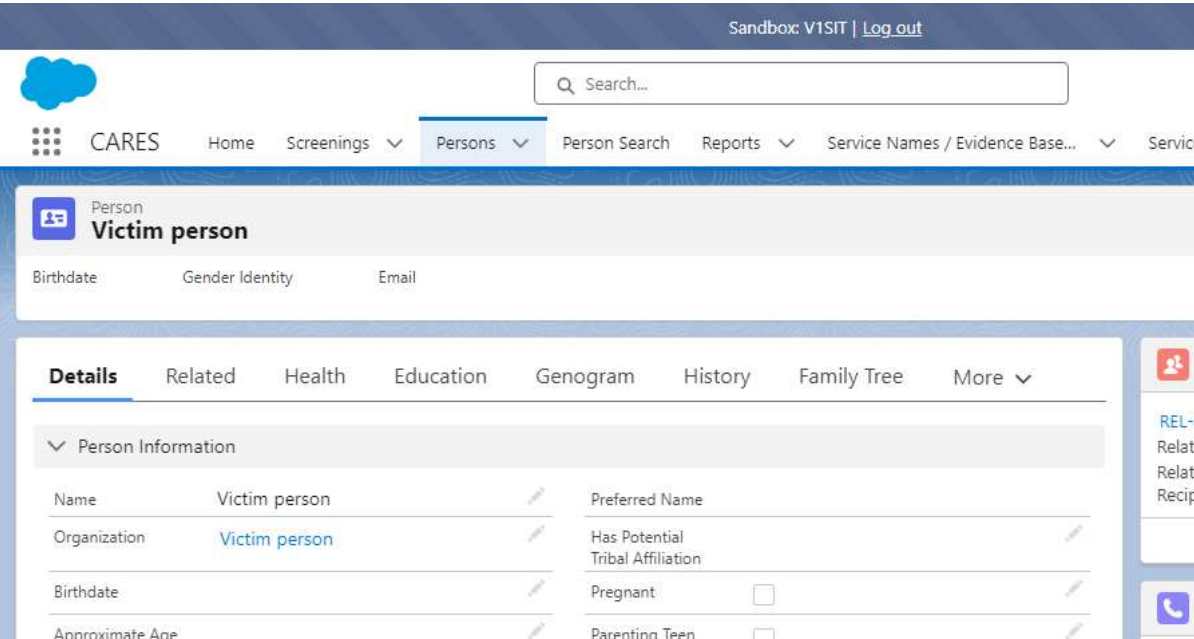 Sandbox: V1SIT | Log out
Search...
CARES Home Screenings Persons Person Search Reports Service Names / Evidence Base...
Person
Victim person
Birthdate Gender Identity Email
Details Related Health Education Genogram History Family Tree More
REL-
Person Information
Name Victim person Preferred Name
Organization Victim person Has Potential
Tribal Affiliation
Birthdate Pregnant
Approximate Age Parenting Teen